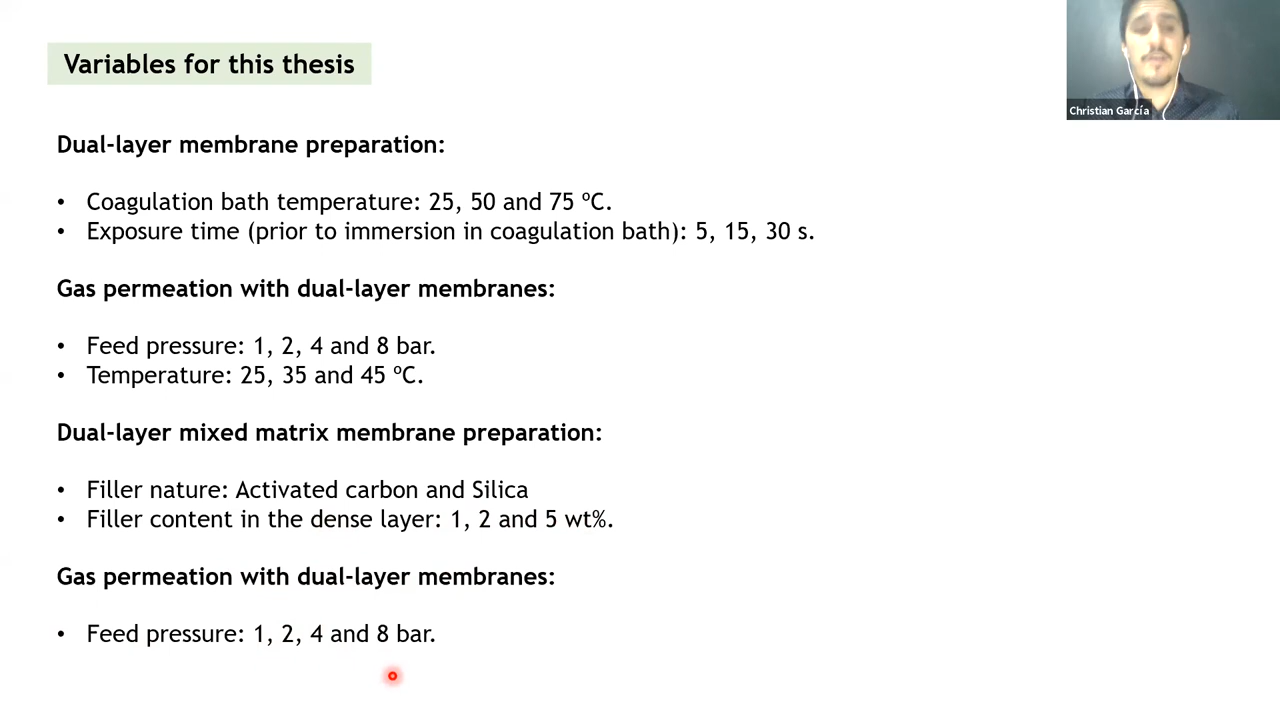 Variables for this thesis
Christian García
Dual-layer membrane preparation:
• Coagulation bath temperature: 25, 50 and 75 ºC.
• Exposure time (prior to immersion in coagulation bath): 5, 15, 30 s.
Gas permeation with dual-layer membranes:
• Feed pressure: 1, 2, 4 and 8 bar.
• Temperature: 25, 35 and 45 ºC.
Dual-layer mixed matrix membrane preparation:
• Filler nature: Activated carbon and Silica
• Filler content in the dense layer: 1, 2 and 5 wt%.
Gas permeation with dual-layer membranes:
• Feed pressure: 1, 2, 4 and 8 bar.